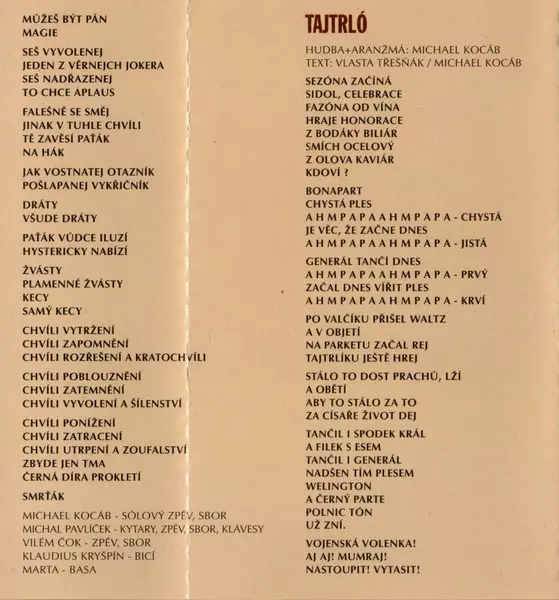 MŮŽEŠ BÝT PÁN
MAGIE
SEŠ VYVOLENEJ
JEDEN Z VĚRNEJCH JOKERA
SEŠ NADŘAZENEJ
TO CHCE APLAUS
FALEŠNĚ SE SMĚJ
JINAK V TUHLE CHVÍLI
TĚ ZAVĚSÍ PAŤÁK
NA HÁK
JAK VOSTNATEJ OTAZNÍK
POŠLAPANEJ VYKŘIČNÍK
DRÁTY
VŠUDE DRÁTY
PAŤÁK VŮDCE ILUZÍ
HYSTERICKY NABÍZÍ
ŽVÁSTY
PLAMENNÉ ŽVÁSTY
KECY
SAMÝ KECY
CHVÍLI VYTRŽENÍ
CHVÍLI ZAPOMNĚNÍ
CHVÍLI ROZŘEŠENÍ A KRATOCHVÍLI
CHVÍLI POBLOUZNĚNÍ
CHVÍLI ZATEMNĚNÍ
CHVÍLI VYVOLENÍ A ŠÍLENSTVÍ
CHVÍLI PONÍŽENÍ
CHVÍLI ZATRACENÍ
CHVÍLI UTRPENÍ A ZOUFALSTVÍ
ZBYDE JEN TMA
ČERNÁ DÍRA PROKLETÍ
SMRŤÁK
MICHAEL KOCÁB - SÓLOVÝ ZPĚV, SBOR
MICHAL PAVLÍČEK - KYTARY, ZPĚV, SBOR, KLÁVESY
VILÉM ČOK - ZPĚV, SBOR
KLAUDIUS KRYŠPÍN - BICÍ
MARTA - BASA
TAJTRLÓ
HUDBA+ARANŽMÁ: MICHAEL KOCÁB
TEXT: VLASTA TŘEŠŇÁK / MICHAEL KOCÁB
SEZÓNA ZAČÍNÁ
SIDOL, CELEBRACE
FAZÓNA OD VÍNA
HRAJE HONORACE
Z BODÁKY BILIÁR
SMÍCH OCELOVÝ
Z OLOVA KAVIÁR
KDOVÍ ?
BONAPART
CHYSTÁ PLES
A H M P A P A A H M P A P A - CHYSTÁ
JE VĚC, ŽE ZAČNE DNES
A H M P A P A A H M P A P A - JISTÁ
GENERÁL TANČÍ DNES
A H M P A P A A H M P A P A - PRVÝ
ZAČAL DNES VÍŘIT PLES
A H M P A P A A H M P A P A - KRVÍ
PO VALČÍKU PŘIŠEL WALTZ
A V OBJETÍ
NA PARKETU ZAČAL REJ
TAJTRLÍKU JEŠTĚ HREJ
STÁLO TO DOST PRACHŮ, LŽÍ
A OBĚTÍ
ABY TO STÁLO ZA TO
ZA CÍSAŘE ŽIVOT DEJ
TANČIL I SPODEK KRÁL
A FILEK S ESEM
TANČIL I GENERÁL
NADŠEN TÍM PLESEM
WELINGTON
A ČERNÝ PARTE
POLNIC TÓN
UŽ ZNÍ.
VOJENSKÁ VOLENKA!
AJ AJ! MUMRAJ!
NASTOUPIT! VYTASIT!